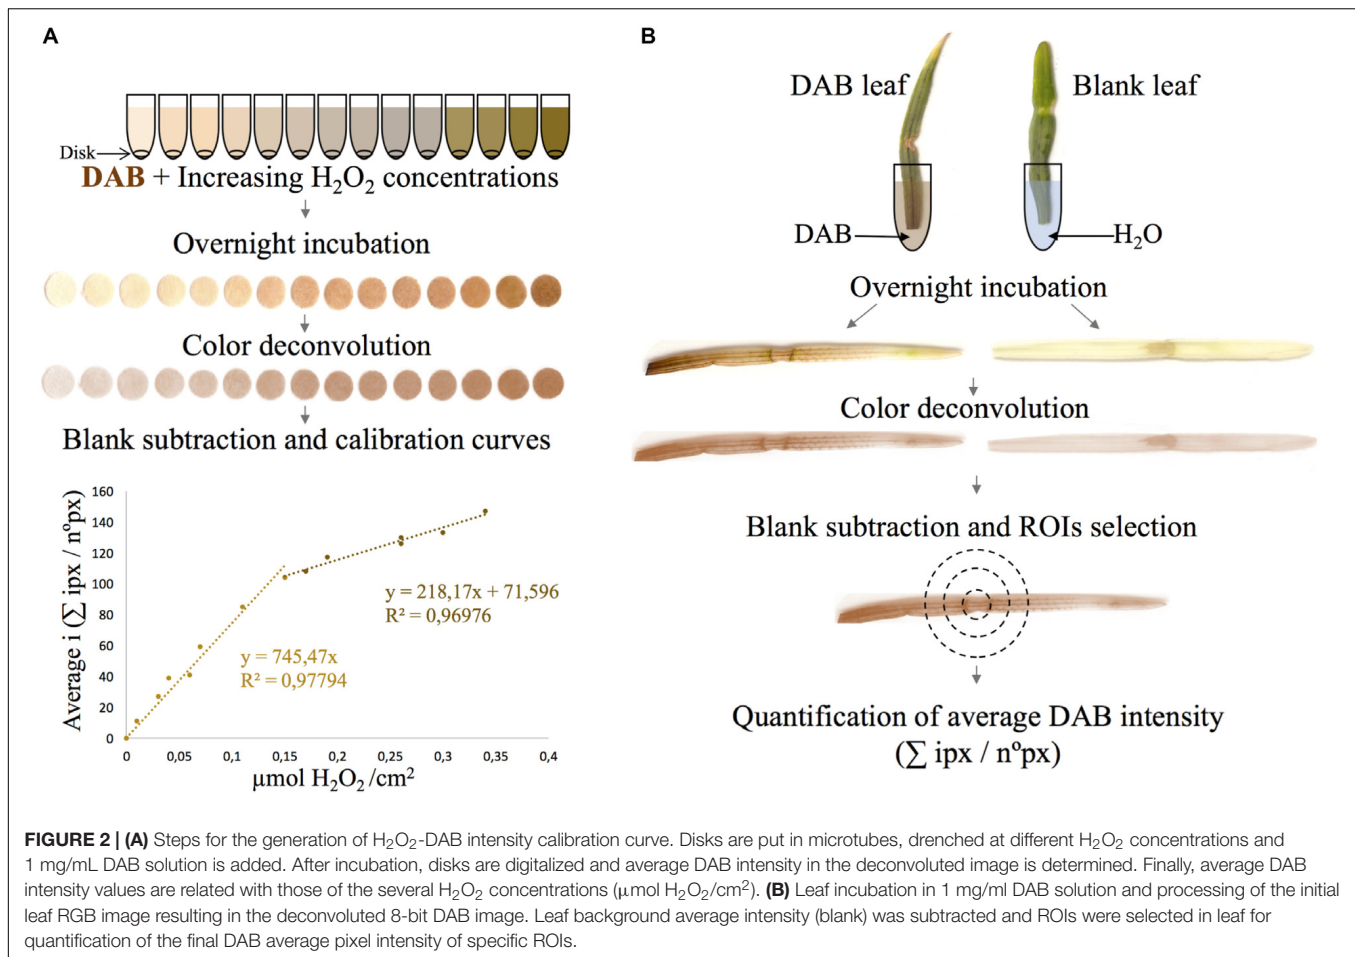 A
Disk
DAB + Increasing H₂O₂ concentrations
Overnight incubation
Color deconvolution
Blank subtraction and calibration curves
Average i (∑ ipx / nºpx)
160
140
120
100
80
60
40
20
0
y = 218,17x + 71,596
R² = 0,96976
y = 745,47x
R² = 0,97794
0 0,05 0,1 0,15 0,2 0,25 0,3 0,35 0,4
µmol H₂O₂ /cm²
B
DAB leaf
Blank leaf
DAB
H₂O
Overnight incubation
Color deconvolution
Blank subtraction and ROIs selection
Quantification of average DAB intensity
(∑ ipx / nºpx)
FIGURE 2 | (A) Steps for the generation of H₂O₂-DAB intensity calibration curve. Disks are put in microtubes, drenched at different H₂O₂ concentrations and
1 mg/mL DAB solution is added. After incubation, disks are digitalized and average DAB intensity in the deconvoluted image is determined. Finally, average DAB
intensity values are related with those of the several H₂O₂ concentrations (µmol H₂O₂/cm²). (B) Leaf incubation in 1 mg/ml DAB solution and processing of the initial
leaf RGB image resulting in the deconvoluted 8-bit DAB image. Leaf background average intensity (blank) was subtracted and ROIs were selected in leaf for
quantification of the final DAB average pixel intensity of specific ROIs.